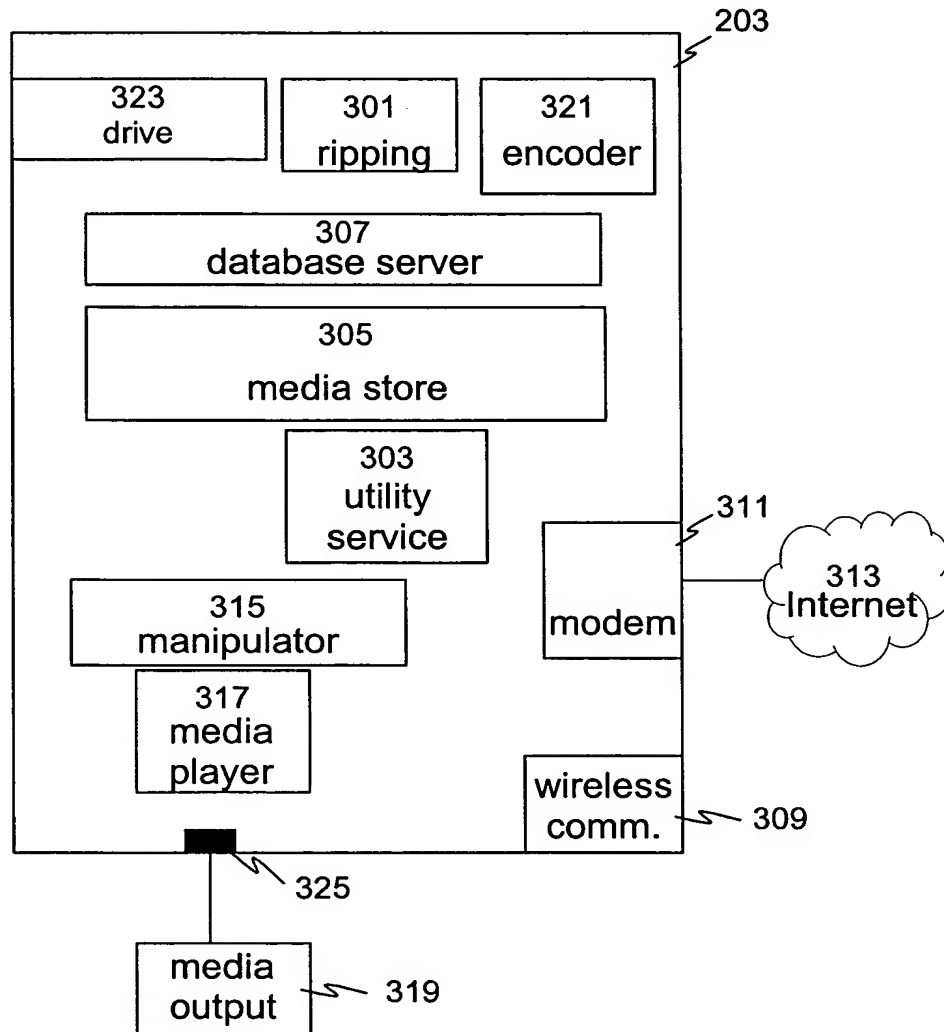 203
323
drive
301
ripping
321
encoder
307
database server
305
media store
303
utility
service
311
modem
313
Internet
315
manipulator
317
media
player
wireless
comm.
309
325
media
output
319